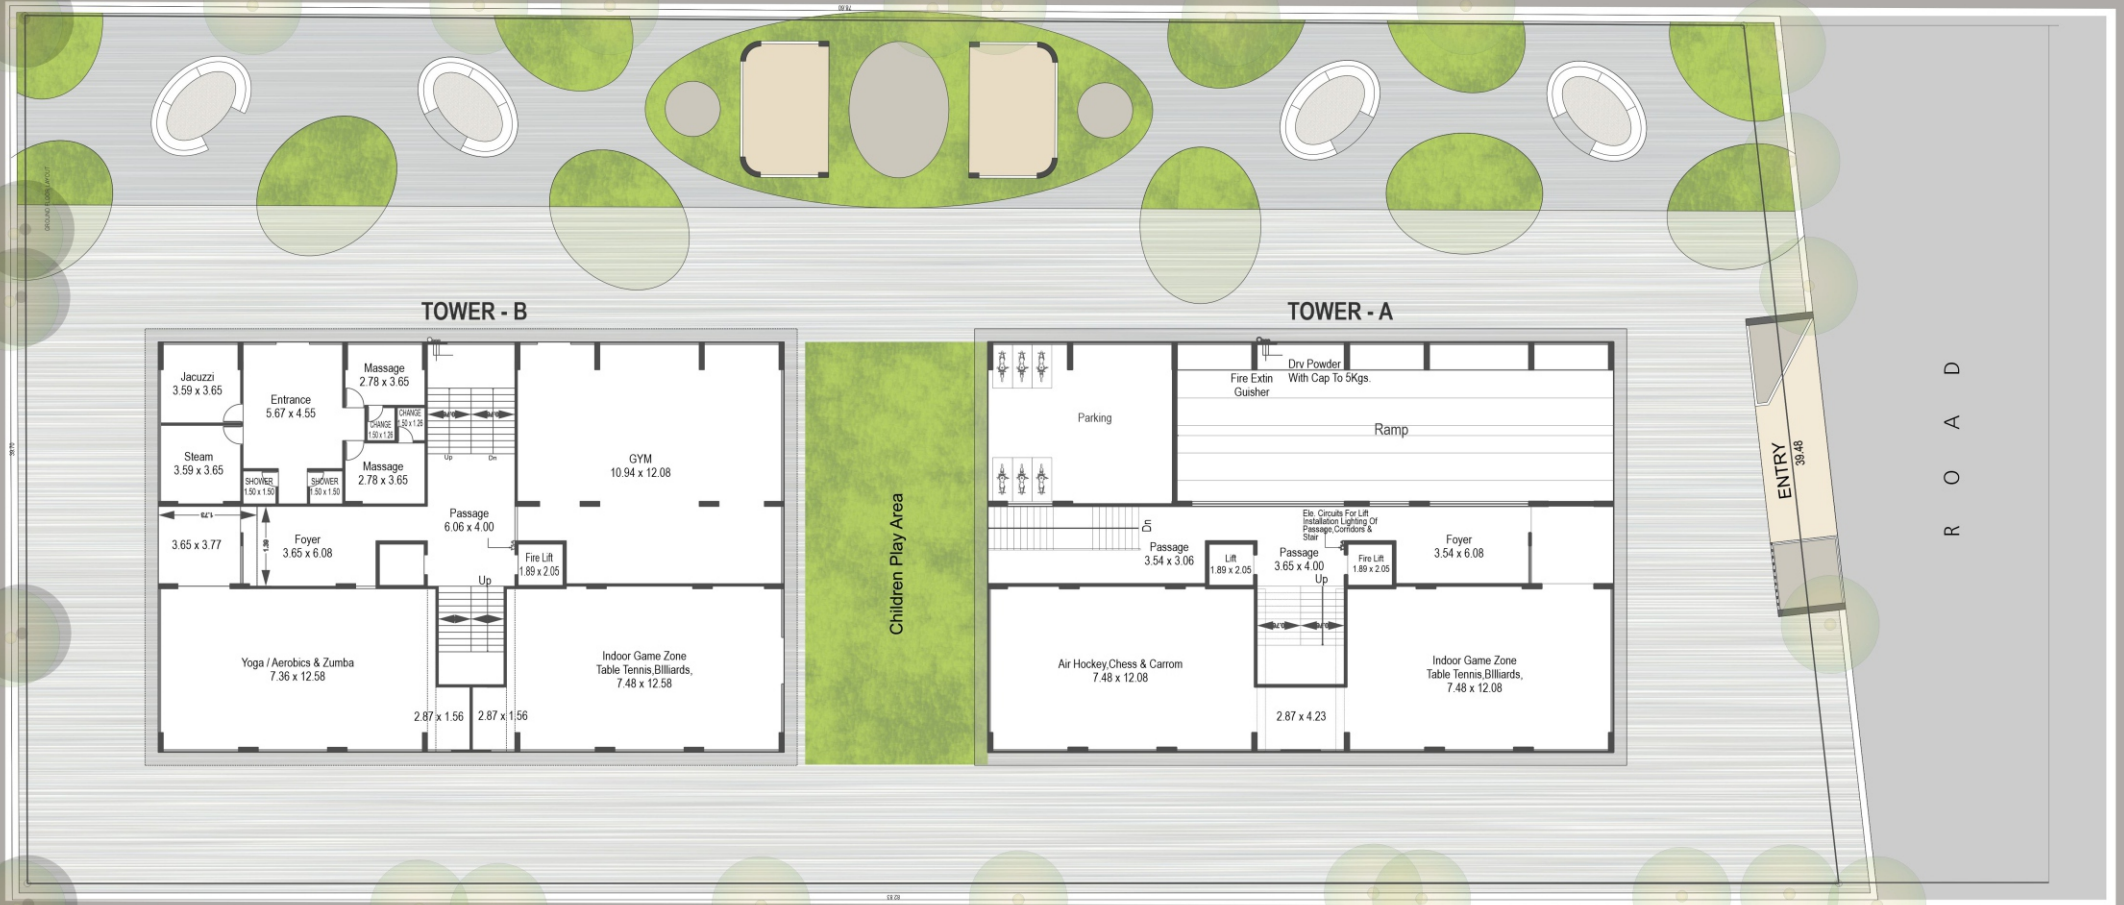 GROUND FLOOR LAYOUT
TOWER - B
Jacuzzi
3.59 x 3.65
Entrance
5.67 x 4.55
Massage
2.78 x 3.65
CHANGE
1.50 x 1.26
CHANGE
1.50 x 1.26
Steam
3.59 x 3.65
SHOWER
1.50 x 1.50
SHOWER
1.50 x 1.50
Massage
2.78 x 3.65
Up
Dn
GYM
10.94 x 12.08
Passage
6.06 x 4.00
3.65 x 3.77
Foyer
3.65 x 6.08
Fire Lift
1.89 x 2.05
Up
Yoga / Aerobics & Zumba
7.36 x 12.58
Indoor Game Zone
Table Tennis,BIlliards,
7.48 x 12.58
2.87 x 1.56
2.87 x 1.56
Children Play Area
TOWER - A
Parking
Fire Extin
Guisher
Dry Powder
With Cap To 5Kgs.
Ramp
Dn
Passage
3.54 x 3.06
Lift
1.89 x 2.05
Ele. Circuits For Lift
Installation Lighting Of
Passage,Corridors &
Stair
Passage
3.65 x 4.00
Up
Fire Lift
1.89 x 2.05
Foyer
3.54 x 6.08
Air Hockey,Chess & Carrom
7.48 x 12.08
Indoor Game Zone
Table Tennis,BIlliards,
7.48 x 12.08
2.87 x 4.23
ENTRY
39.48
ROAD